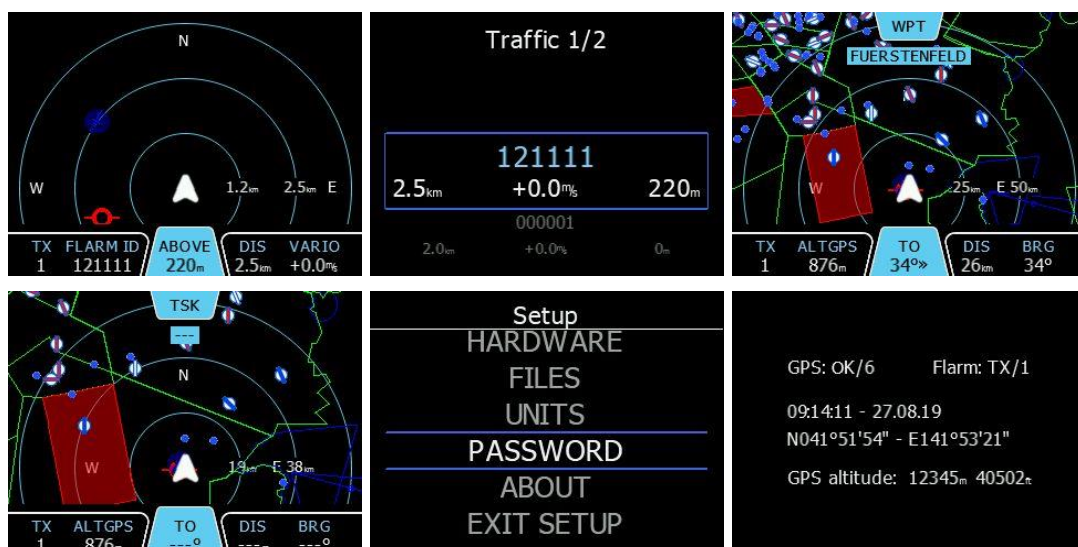 N
1.2km 2.5km E
W
TX FLARM ID ABOVE DIS VARIO
1 121111 220m 2.5km +0.0m/s
Traffic 1/2
121111
2.5km +0.0m/s 220m
000001
2.0km +0.0m/s 0m
WPT
FUERSTENFELD
W 25km E 50km
TX ALTGPS TO DIS BRG
1 876m 34°» 26km 34°
TSK
---
N
W 19km E 38km
TX ALTGPS TO DIS BRG
1 876m ---° ---- ---°
Setup
HARDWARE
FILES
UNITS
PASSWORD
ABOUT
EXIT SETUP
GPS: OK/6 Flarm: TX/1
09:14:11 - 27.08.19
N041°51'54" - E141°53'21"
GPS altitude: 12345m 40502ft